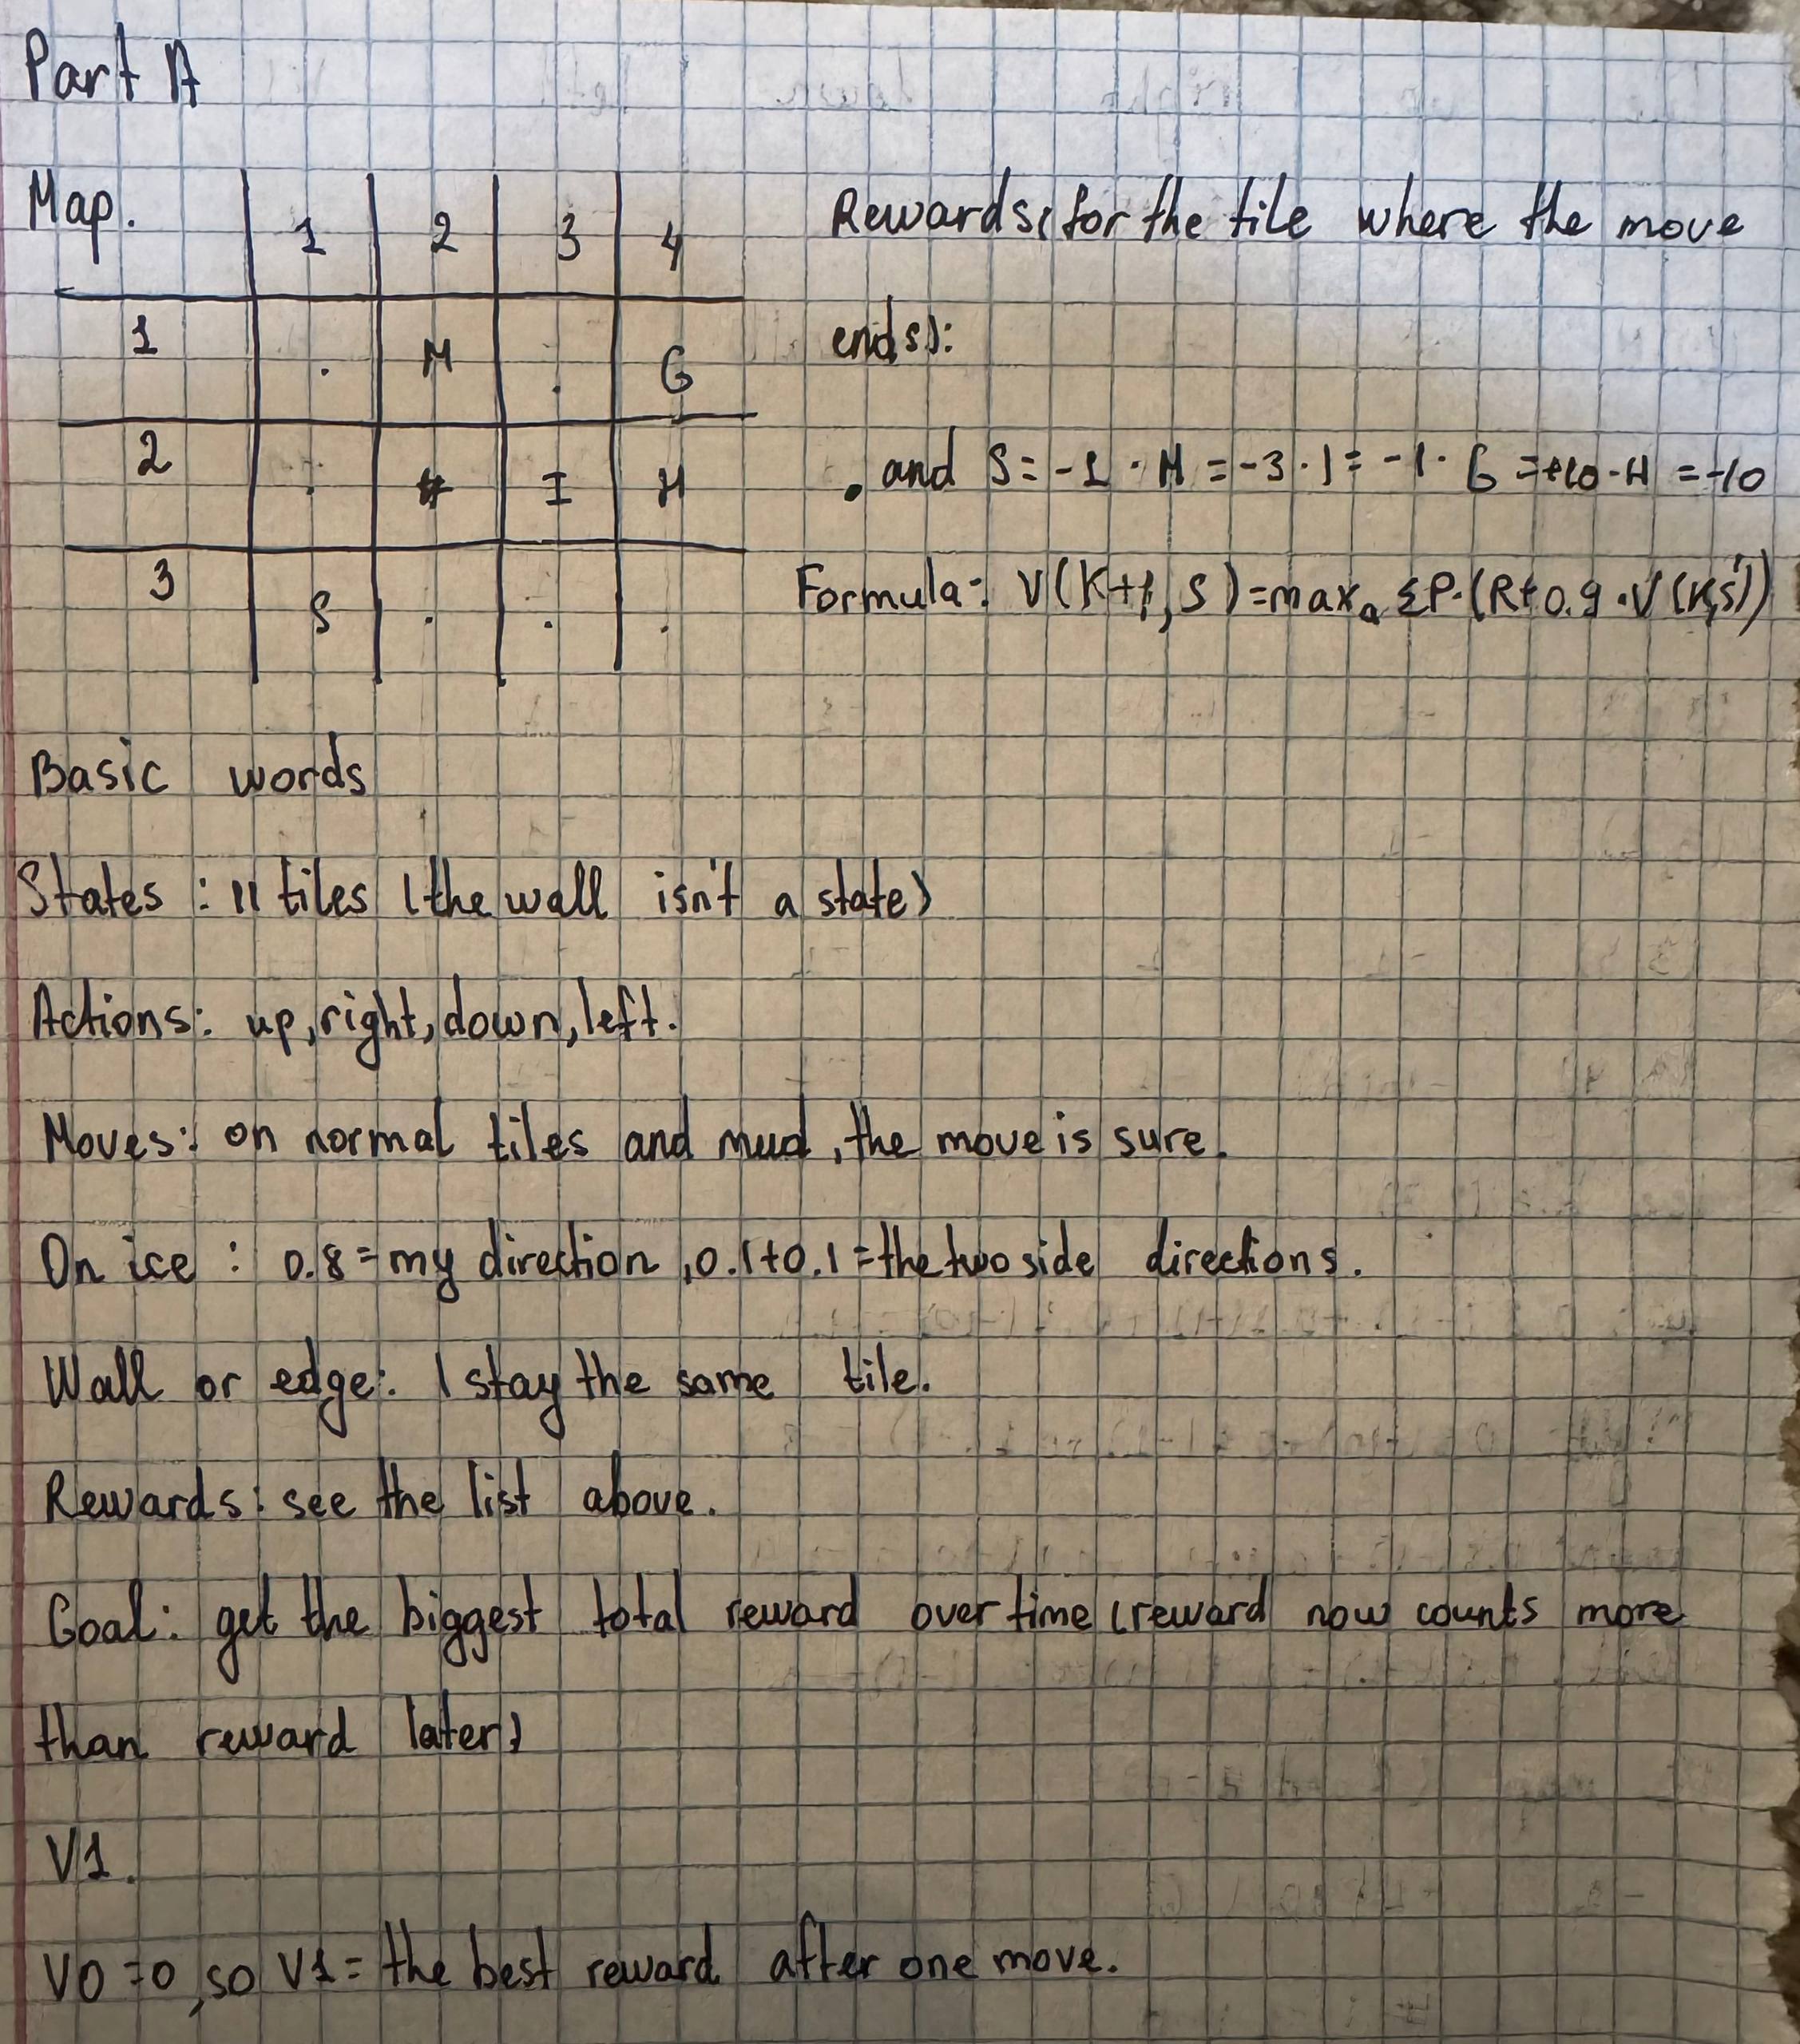 Part A
Map.
1 2 3 4
1 . M . G
2 . # I H
3 S . . .
Rewards(for the tile where the move
ends):
. and S=-1 · M=-3 · I=-1 · G=+10 · H=-10
Formula: V(K+1,S)=maxₐ ΣP·(R+0.9·V(K,S'))
Basic words
States : 11 tiles (the wall isn't a state)
Actions: up,right,down,left.
Moves: on normal tiles and mud, the move is sure.
On ice : 0.8=my direction,0.1+0.1=the two side directions.
Wall or edge: I stay the same tile.
Rewards: see the list above.
Goal: get the biggest total reward over time (reward now counts more
than reward later)
V1.
V0=0,so V1= the best reward after one move.